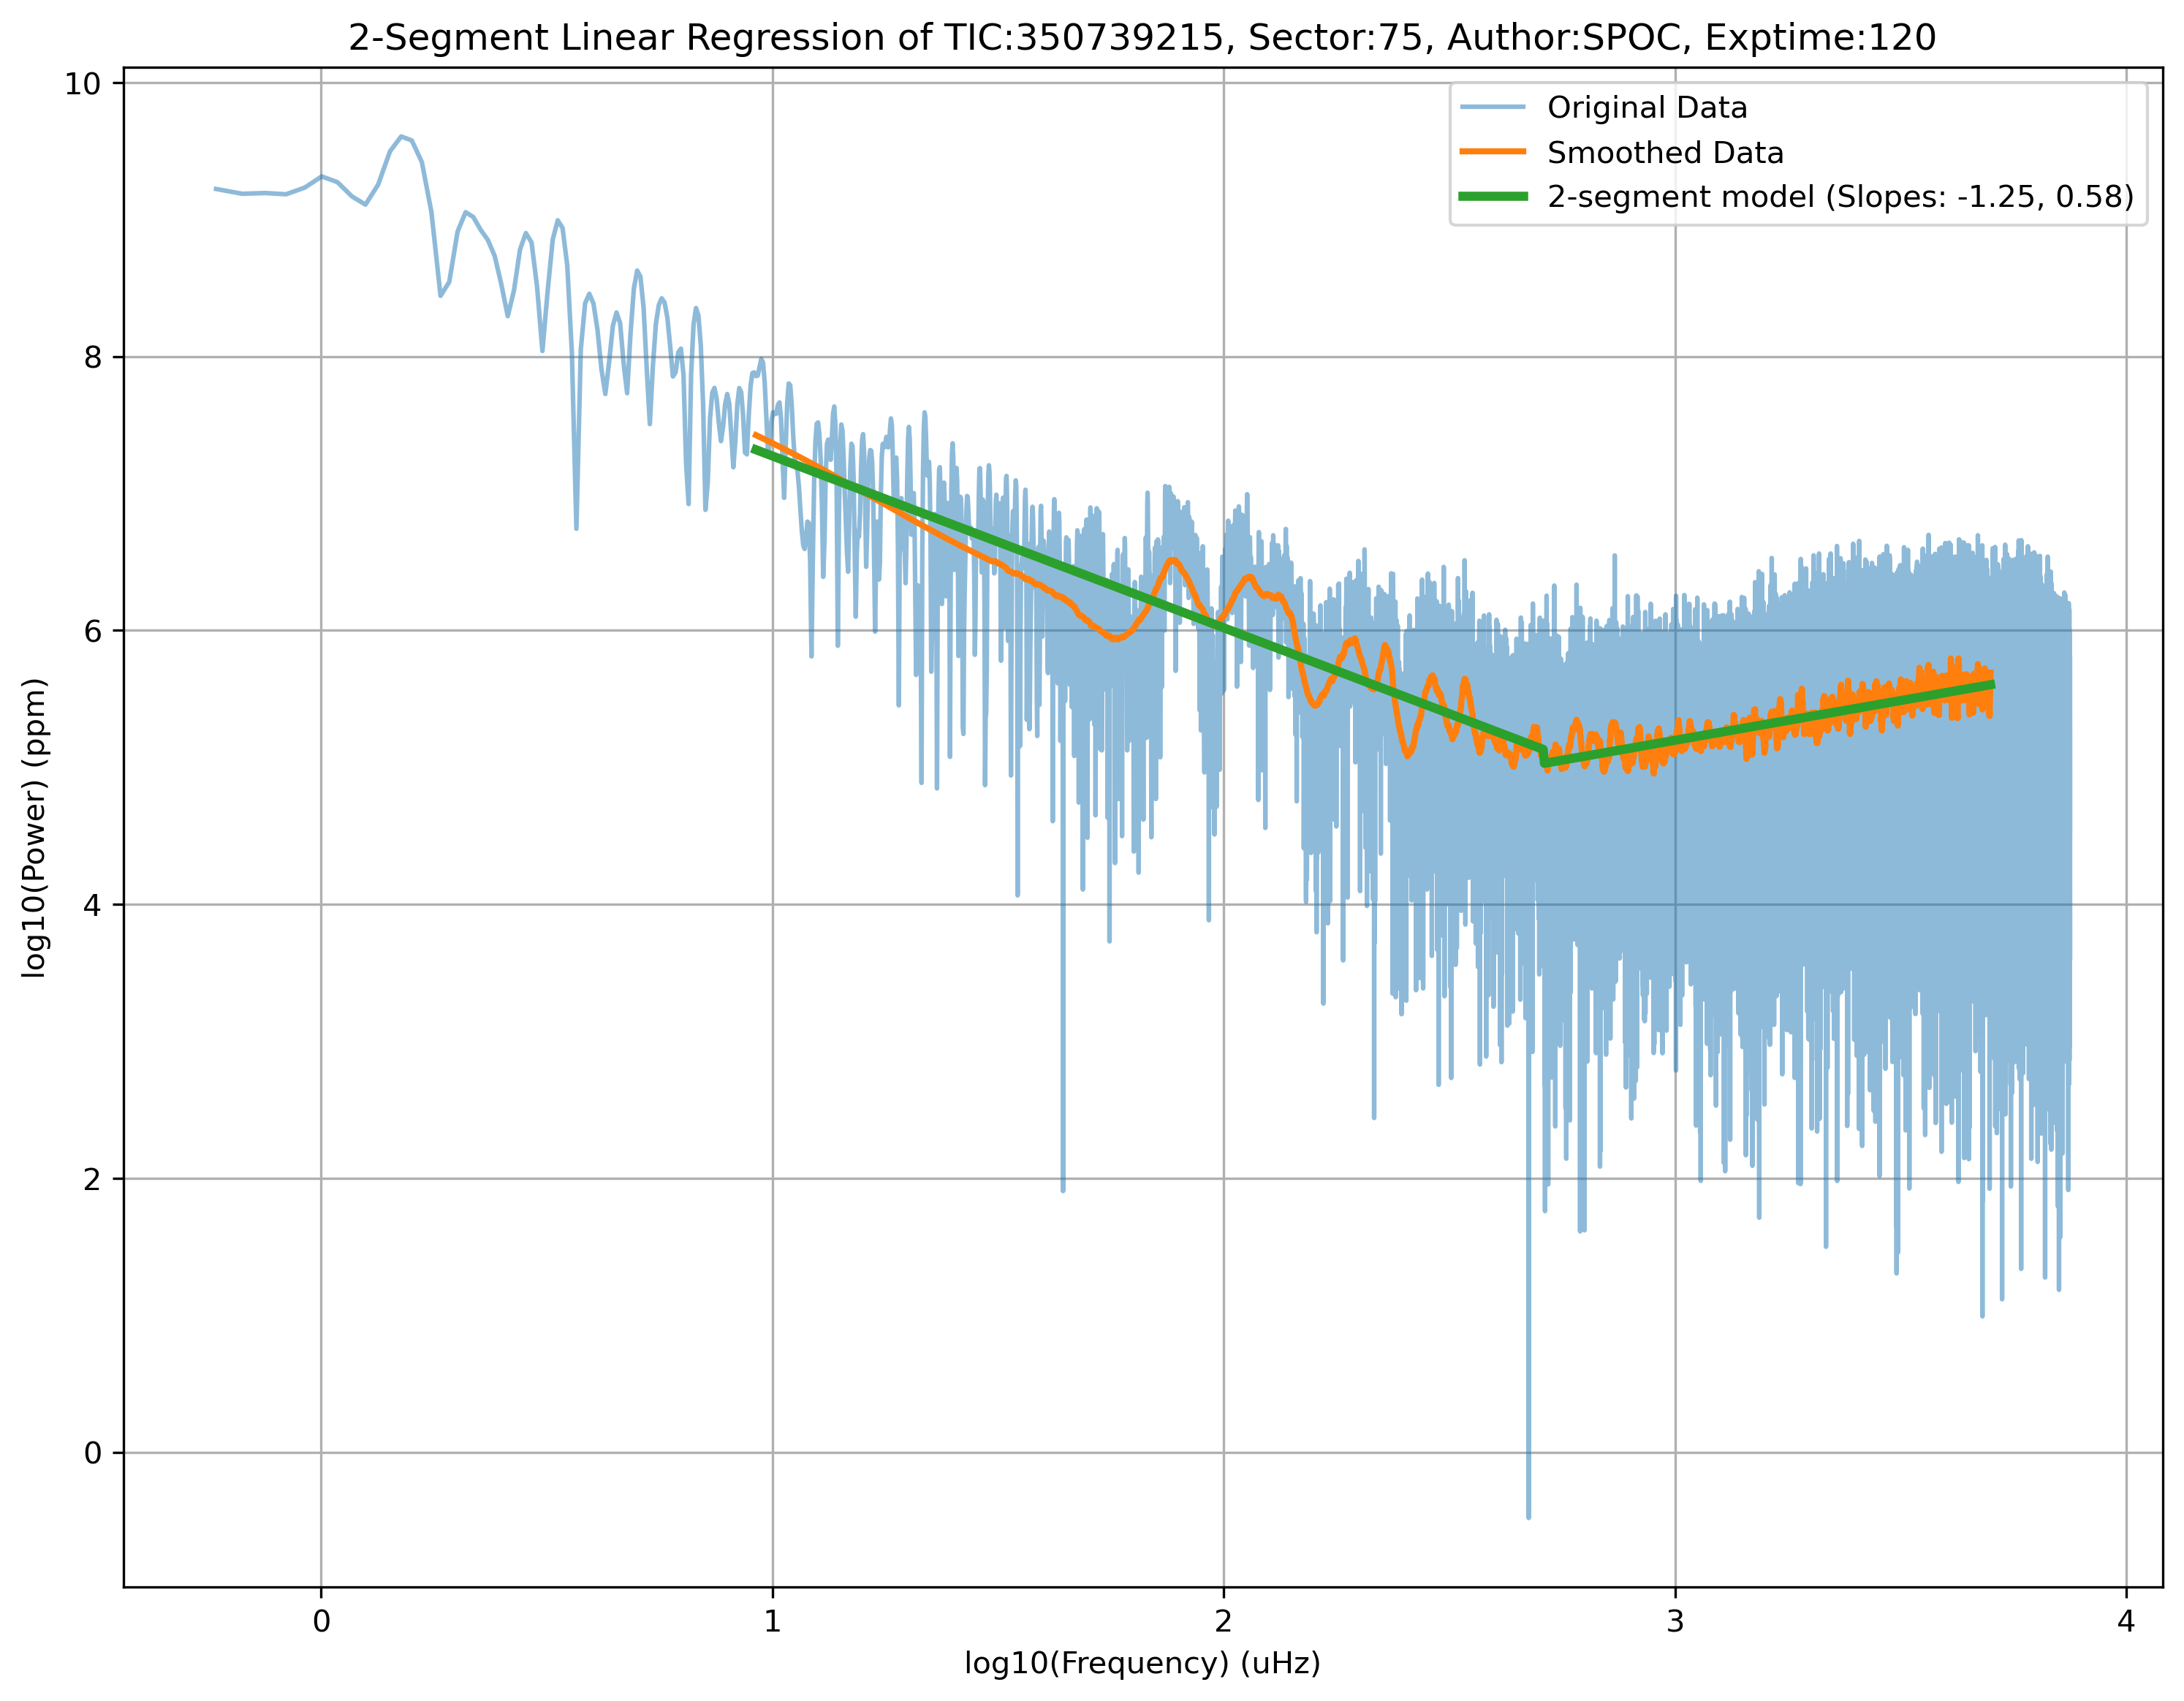 2-Segment Linear Regression of TIC:350739215, Sector:75, Author:SPOC, Exptime:120
Original Data
Smoothed Data
2-segment model (Slopes: -1.25, 0.58)
log10(Power) (ppm)
10
8
6
4
2
0
0 1 2 3 4
log10(Frequency) (uHz)